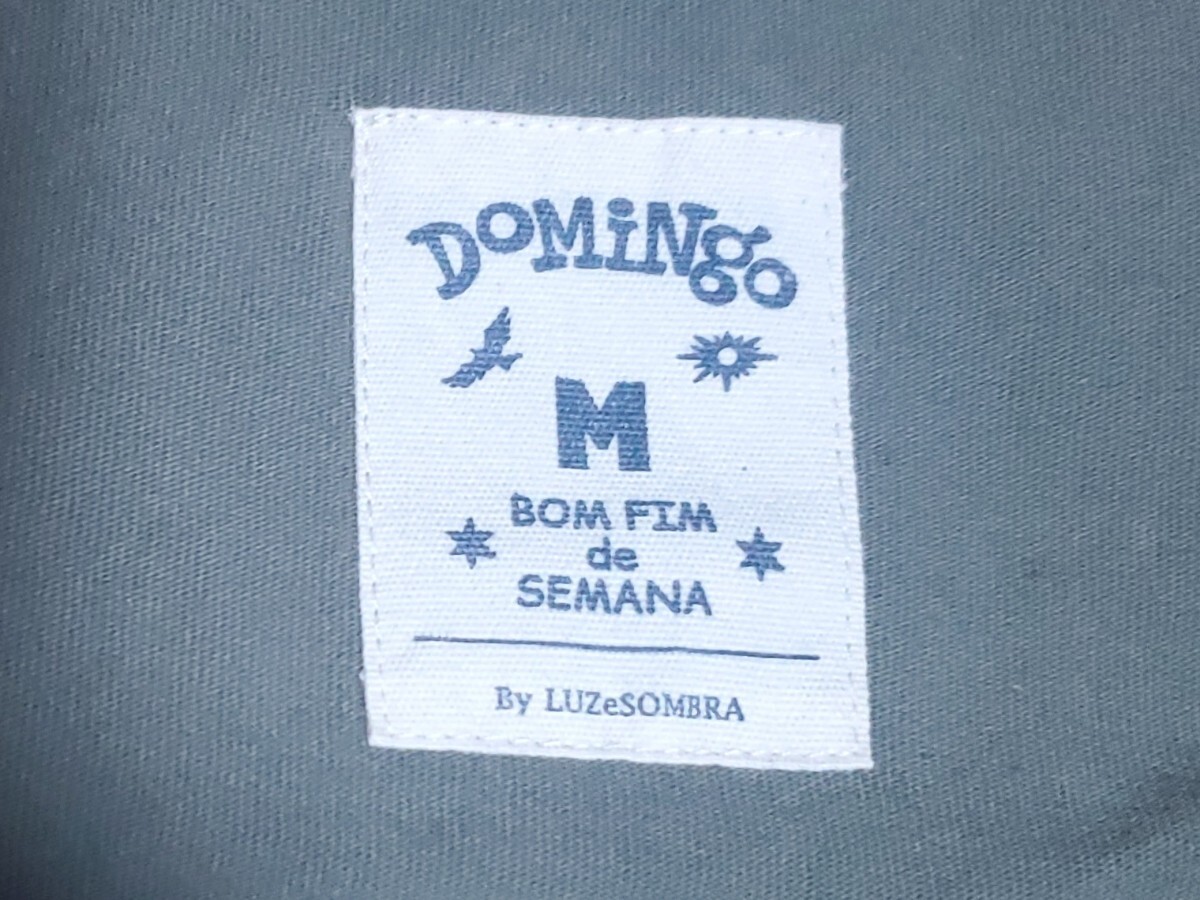 DOMiNgo
M
BOM FIM
de
SEMANA
By LUZeSOMBRA